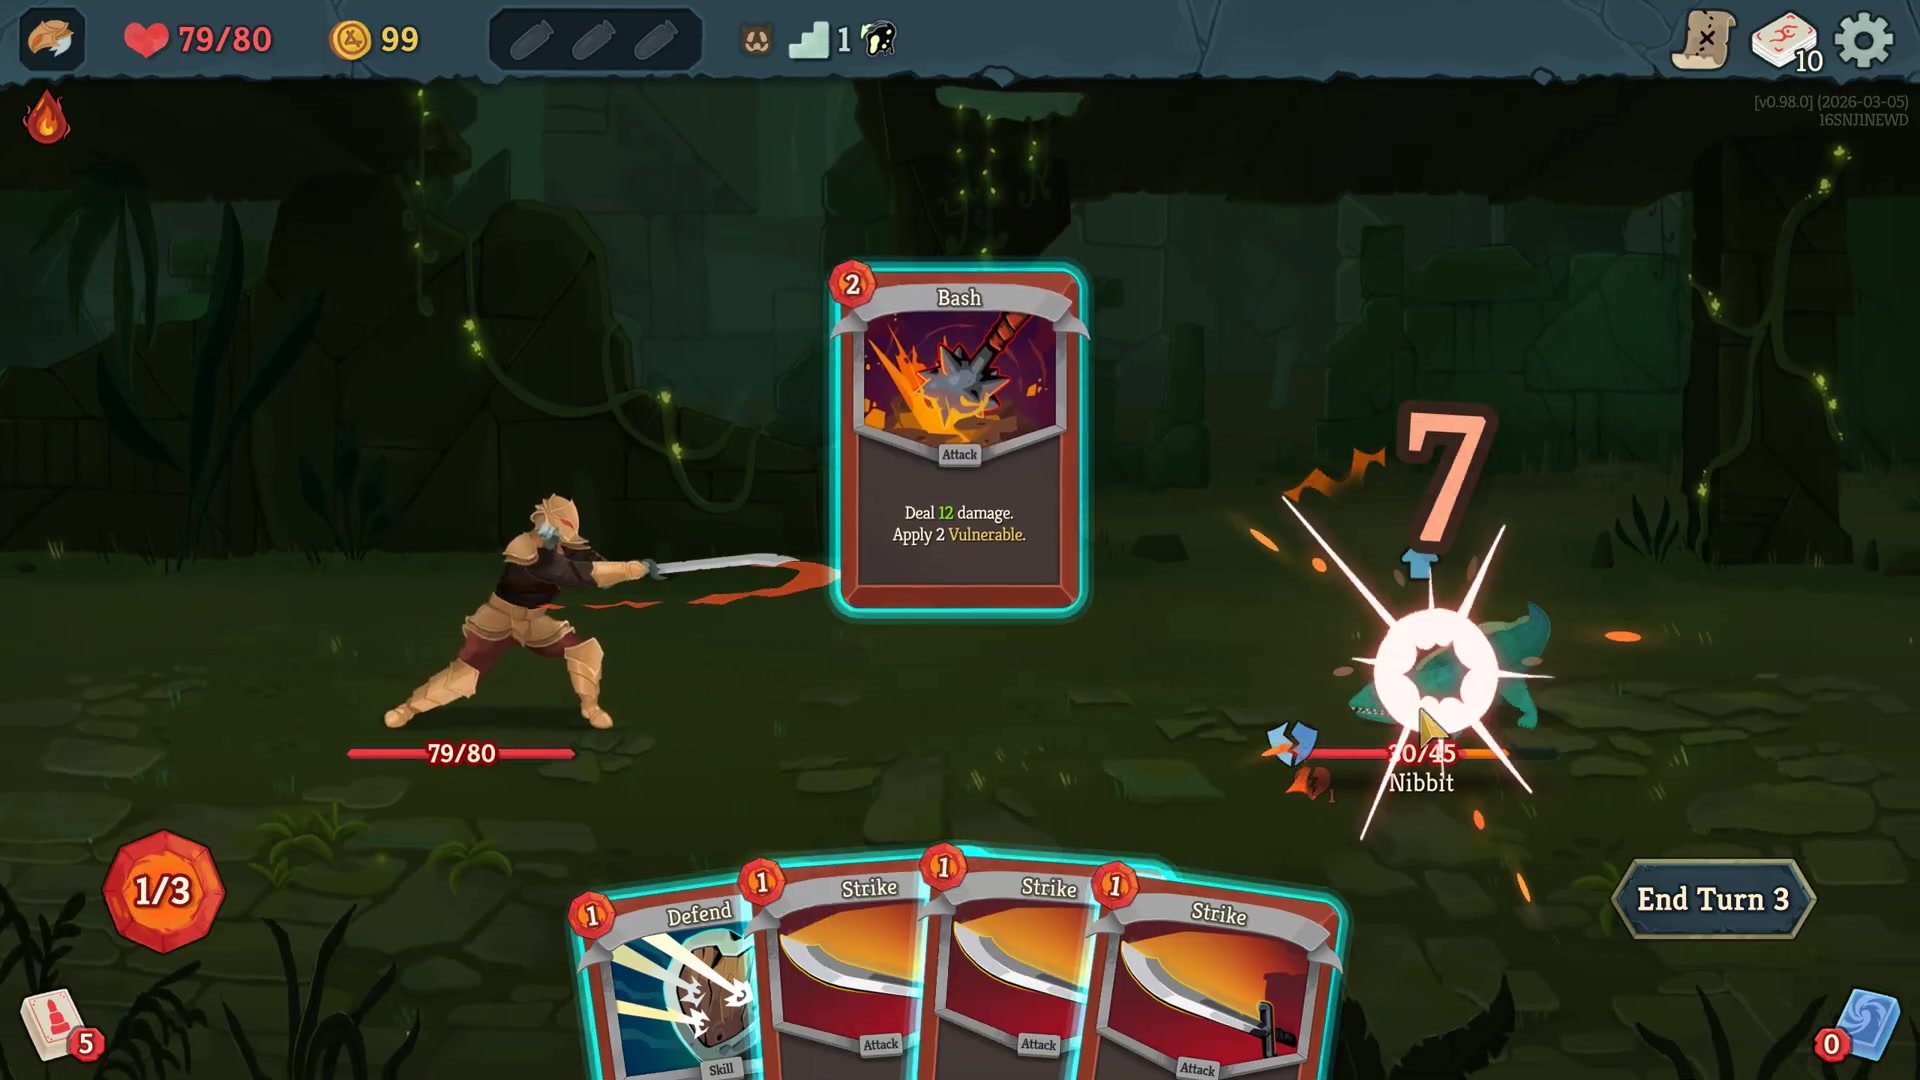 79/80
99
1
10
[v0.98.0] (2026-03-05)
16SNJ1NEWD
2
Bash
Attack
Deal 12 damage.
Apply 2 Vulnerable.
7
79/80
30/45
Nibbit
1
1/3
1
Defend
Skill
1
Strike
Attack
1
Strike
Attack
1
Strike
Attack
End Turn 3
5
0